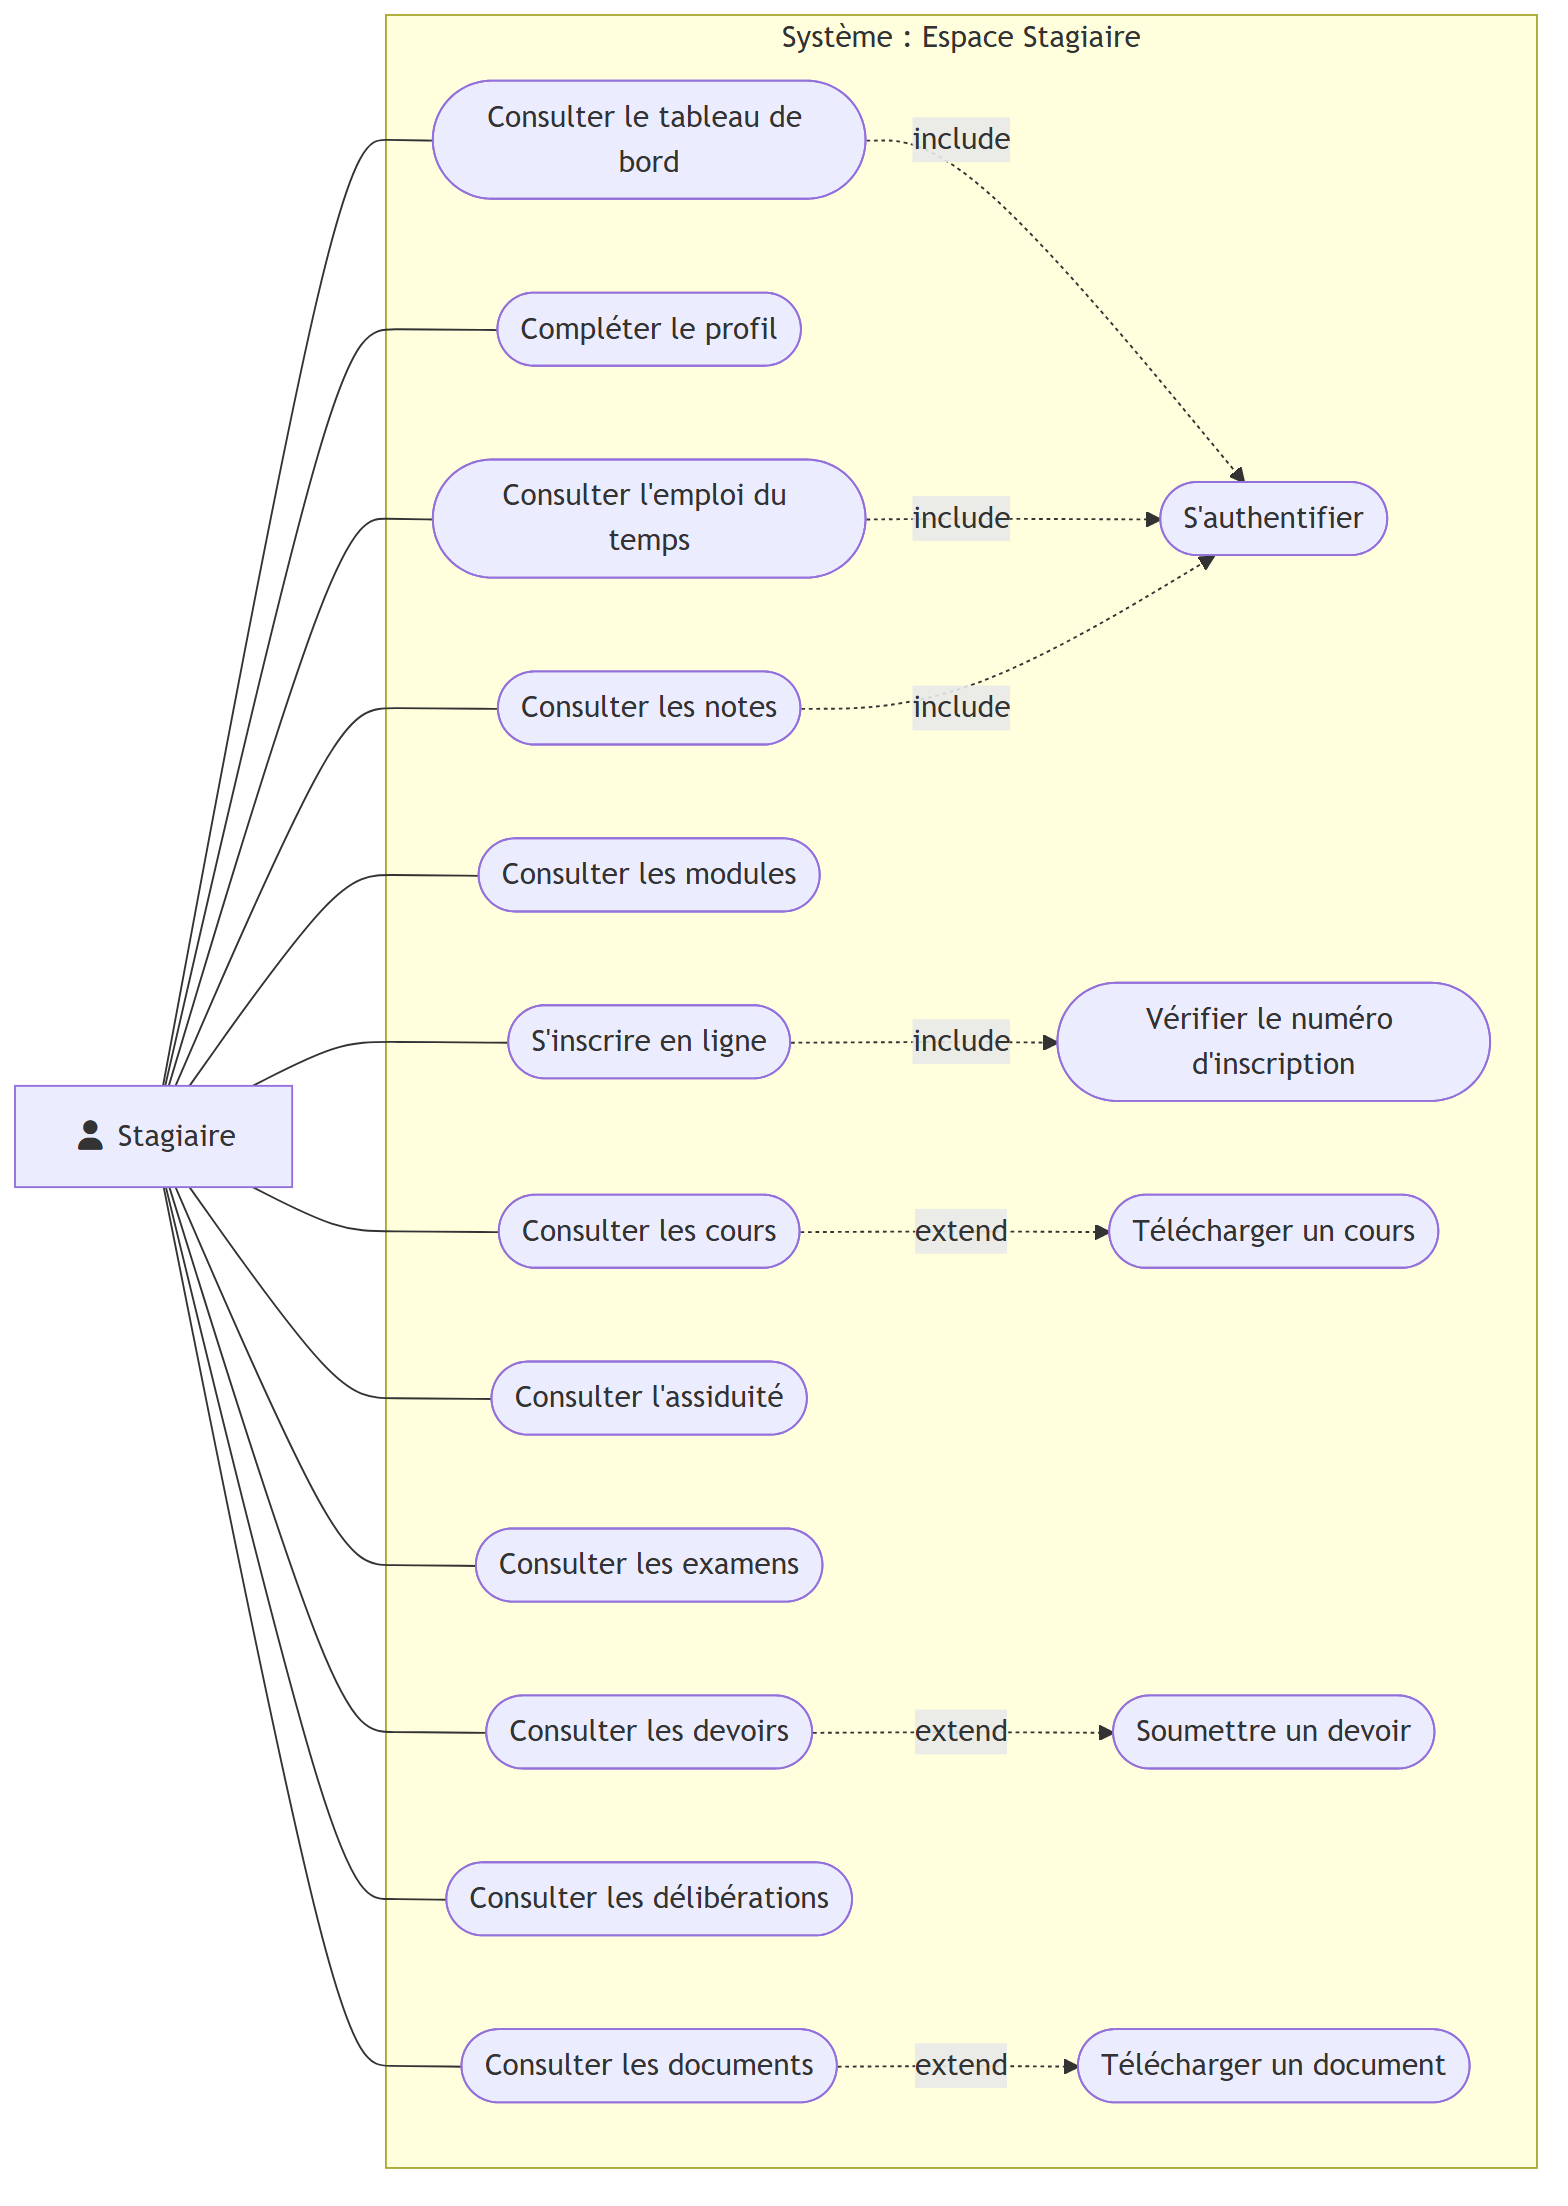 Système : Espace Stagiaire
Consulter le tableau de
bord
include
Compléter le profil
Consulter l'emploi du
temps
include
S'authentifier
Consulter les notes
include
Consulter les modules
S'inscrire en ligne
include
Vérifier le numéro
d'inscription
Stagiaire
Consulter les cours
extend
Télécharger un cours
Consulter l'assiduité
Consulter les examens
Consulter les devoirs
extend
Soumettre un devoir
Consulter les délibérations
Consulter les documents
extend
Télécharger un document